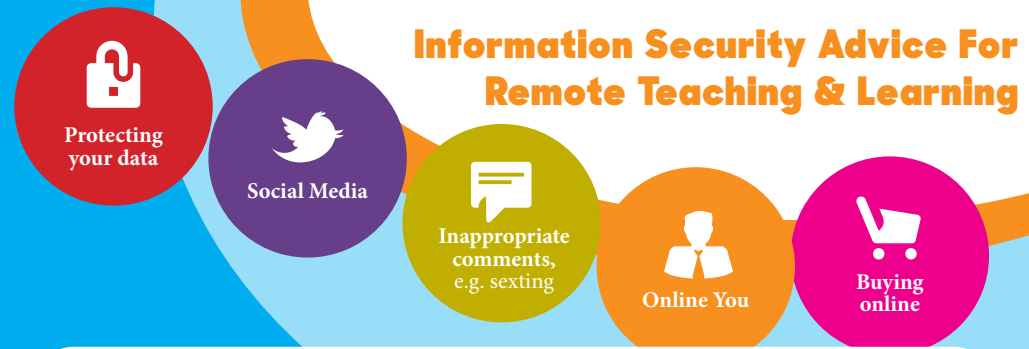 Information Security Advice For
Remote Teaching & Learning
Protecting
your data
Social Media
Inappropriate
comments,
e.g. sexting
Online You
Buying
online